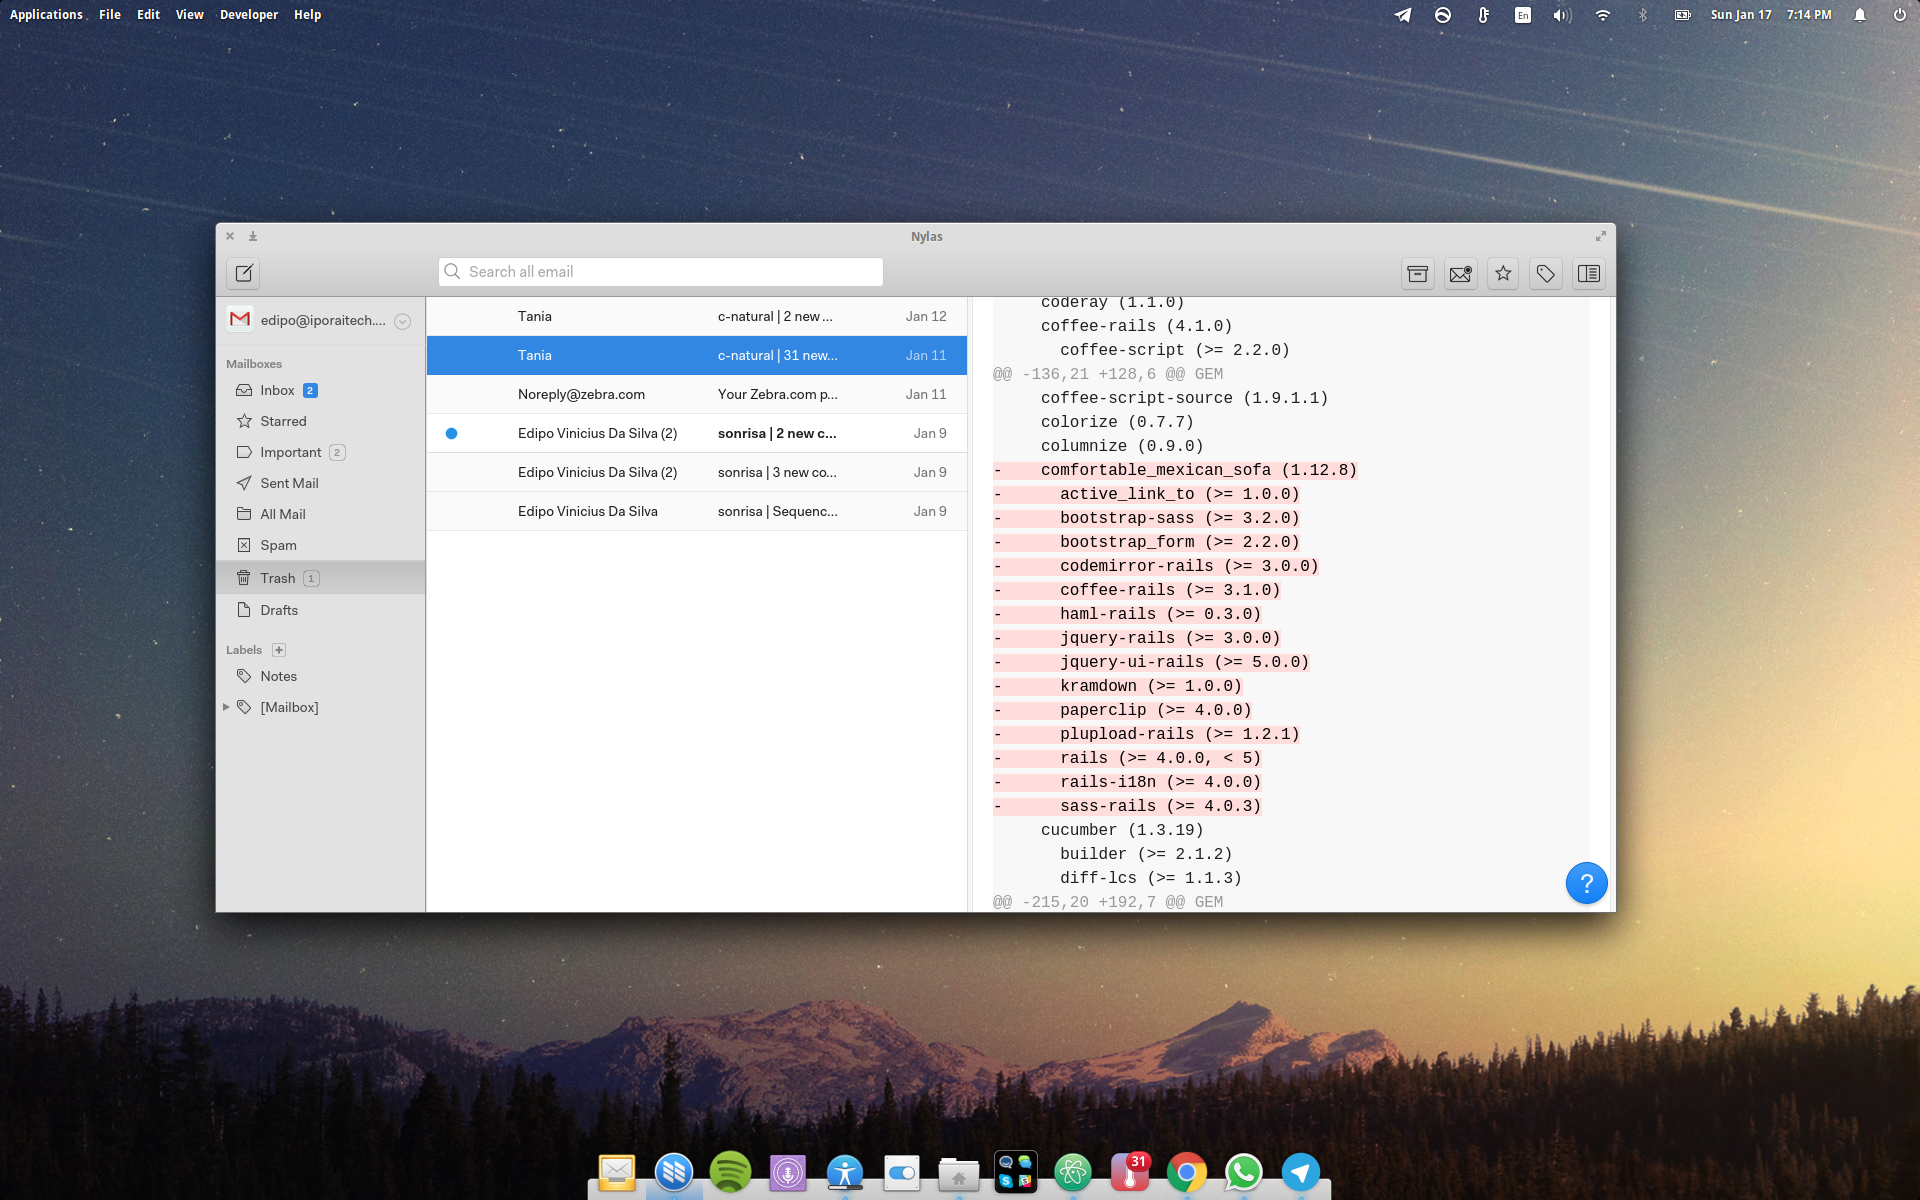 Applications File Edit View Developer Help
En Sun Jan 17 7:14 PM
Nylas
Search all email
edipo@iporaitech....
Mailboxes
Inbox 2
Starred
Important 2
Sent Mail
All Mail
Spam
Trash 1
Drafts
Labels +
Notes
[Mailbox]
Tania c-natural | 2 new ... Jan 12
Tania c-natural | 31 new... Jan 11
Noreply@zebra.com Your Zebra.com p... Jan 11
Edipo Vinicius Da Silva (2) sonrisa | 2 new c... Jan 9
Edipo Vinicius Da Silva (2) sonrisa | 3 new co... Jan 9
Edipo Vinicius Da Silva sonrisa | Sequenc... Jan 9
coderay (1.1.0)
coffee-rails (4.1.0)
coffee-script (>= 2.2.0)
@@ -136,21 +128,6 @@ GEM
coffee-script-source (1.9.1.1)
colorize (0.7.7)
columnize (0.9.0)
- comfortable_mexican_sofa (1.12.8)
- active_link_to (>= 1.0.0)
- bootstrap-sass (>= 3.2.0)
- bootstrap_form (>= 2.2.0)
- codemirror-rails (>= 3.0.0)
- coffee-rails (>= 3.1.0)
- haml-rails (>= 0.3.0)
- jquery-rails (>= 3.0.0)
- jquery-ui-rails (>= 5.0.0)
- kramdown (>= 1.0.0)
- paperclip (>= 4.0.0)
- plupload-rails (>= 1.2.1)
- rails (>= 4.0.0, < 5)
- rails-i18n (>= 4.0.0)
- sass-rails (>= 4.0.3)
cucumber (1.3.19)
builder (>= 2.1.2)
diff-lcs (>= 1.1.3)
@@ -215,20 +192,7 @@ GEM
?
31